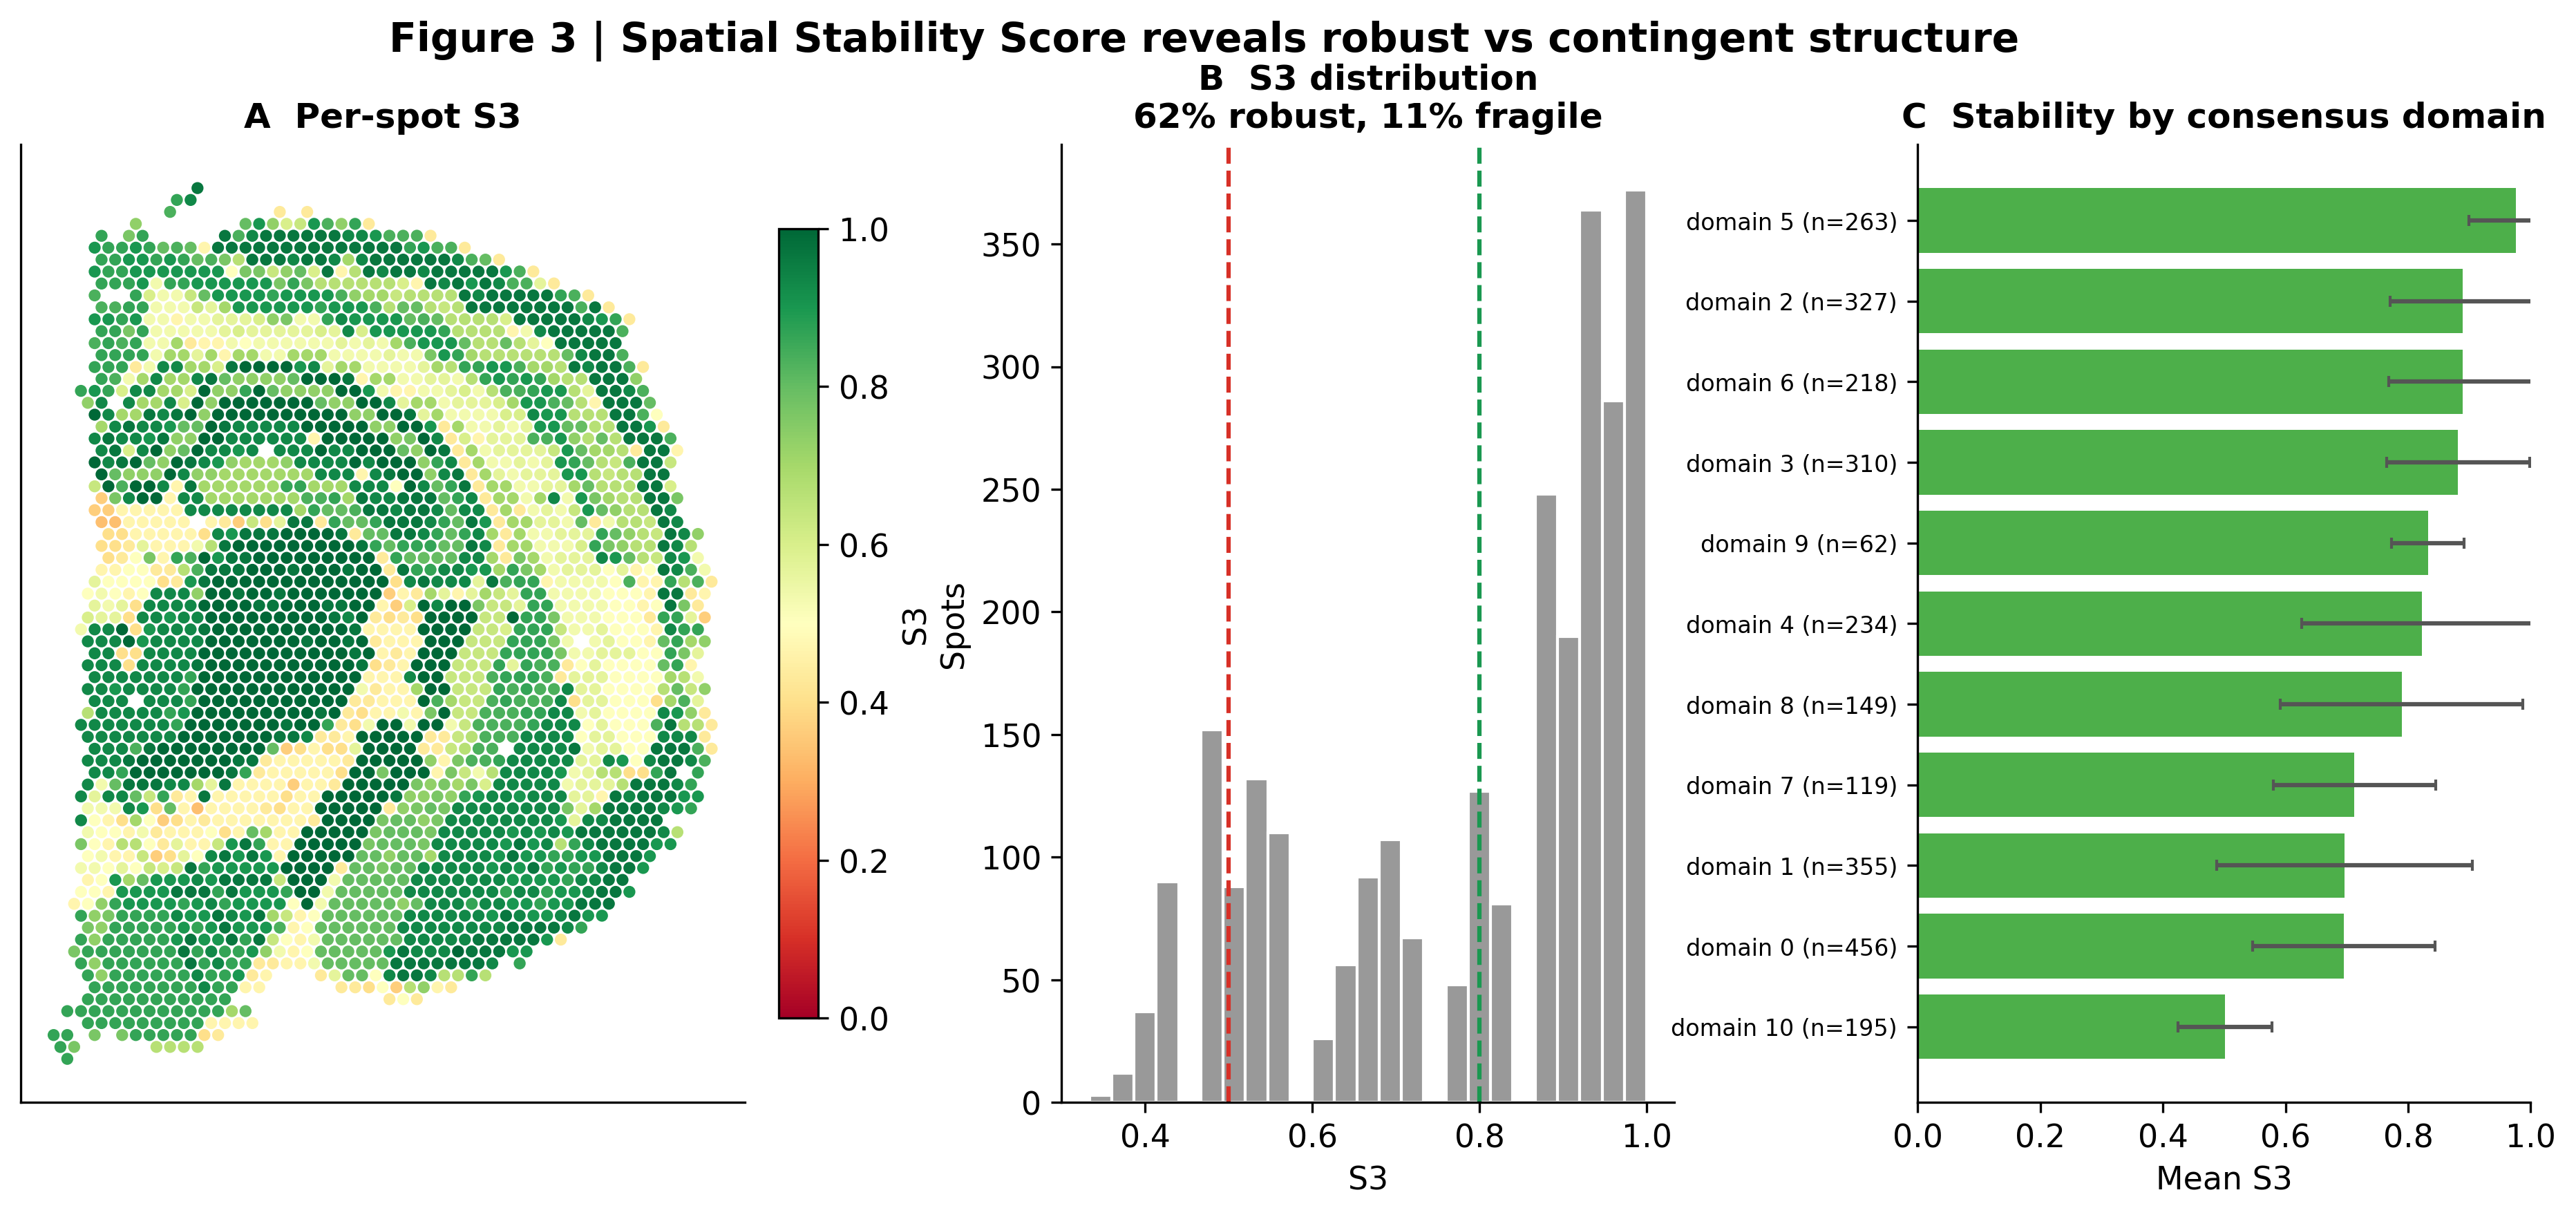 Figure 3 | Spatial Stability Score reveals robust vs contingent structure
A  Per-spot S3
1.0
0.8
0.6
0.4
0.2
0.0
S3
B  S3 distribution
62% robust, 11% fragile
Spots
350
300
250
200
150
100
50
0
0.4 0.6 0.8 1.0
S3
C  Stability by consensus domain
domain 5 (n=263)
domain 2 (n=327)
domain 6 (n=218)
domain 3 (n=310)
domain 9 (n=62)
domain 4 (n=234)
domain 8 (n=149)
domain 7 (n=119)
domain 1 (n=355)
domain 0 (n=456)
domain 10 (n=195)
0.0 0.2 0.4 0.6 0.8 1.0
Mean S3